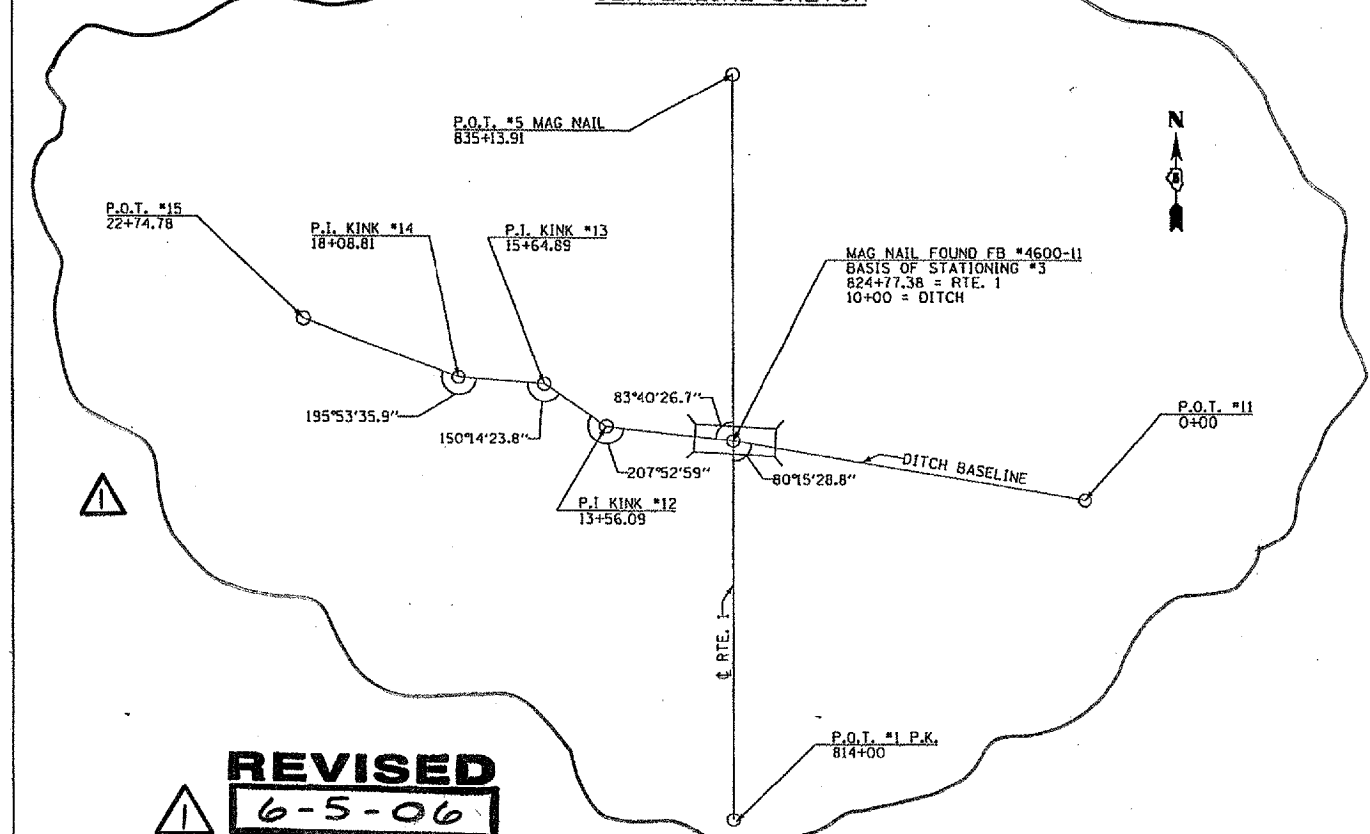 P.O.T. #5 MAG NAIL
835+13.91
N
P.O.T. #15
22+74.78
P.I. KINK #14
18+08.81
P.I. KINK #13
15+64.89
MAG NAIL FOUND FB #4600-11
BASIS OF STATIONING #3
824+77.38 = RTE. 1
10+00 = DITCH
83°40'26.7"
195°53'35.9"
150°14'23.8"
P.O.T. #11
0+00
DITCH BASELINE
207°52'59"
80°15'28.8"
P.I KINK #12
13+56.09
1
℄ RTE. 1
P.O.T. #1 P.K.
814+00
REVISED
1
6-5-06